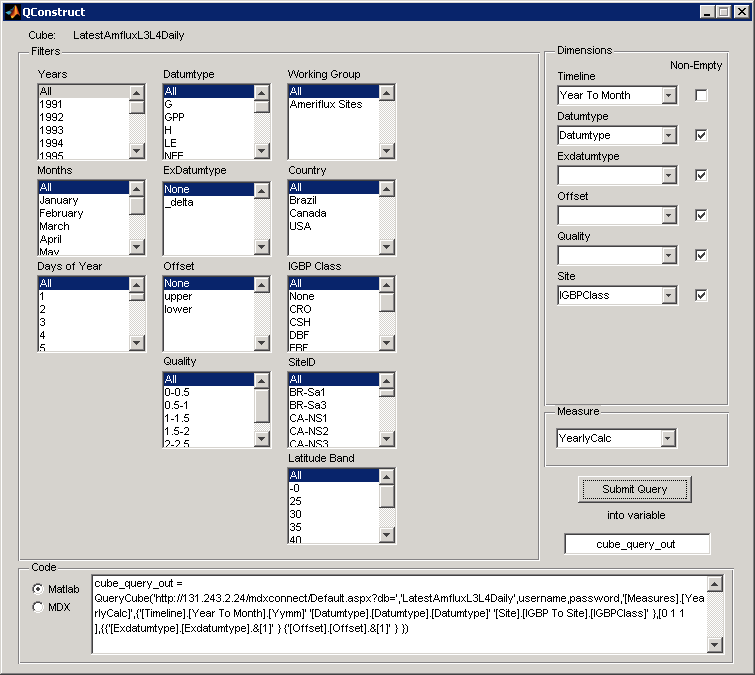 QConstruct
Cube: LatestAmfluxL3L4Daily
Filters
Years
All
1991
1992
1993
1994
1995
Datumtype
All
G
GPP
H
LE
NEE
Working Group
All
Ameriflux Sites
Months
All
January
February
March
April
May
ExDatumtype
None
_delta
Country
All
Brazil
Canada
USA
Days of Year
All
1
2
3
4
5
Offset
None
upper
lower
IGBP Class
All
None
CRO
CSH
DBF
EBF
Quality
All
0-0.5
0.5-1
1-1.5
1.5-2
2-2.5
SiteID
All
BR-Sa1
BR-Sa3
CA-NS1
CA-NS2
CA-NS3
Latitude Band
All
-0
25
30
35
40
Dimensions
Non-Empty
Timeline
Year To Month
Datumtype
Datumtype
Exdatumtype
Offset
Quality
Site
IGBPClass
Measure
YearlyCalc
Submit Query
into variable
cube_query_out
Code
Matlab
MDX
cube_query_out =
QueryCube('http://131.243.2.24/mdxconnect/Default.aspx?db=','LatestAmfluxL3L4Daily',username,password,'[Measures].[Yea
rlyCalc]',{'[Timeline].[Year To Month].[Yymm]' '[Datumtype].[Datumtype].[Datumtype]' '[Site].[IGBP To Site].[IGBPClass]' },[0 1 1
],{{'[Exdatumtype].[Exdatumtype].&[1]' } {'[Offset].[Offset].&[1]' } })